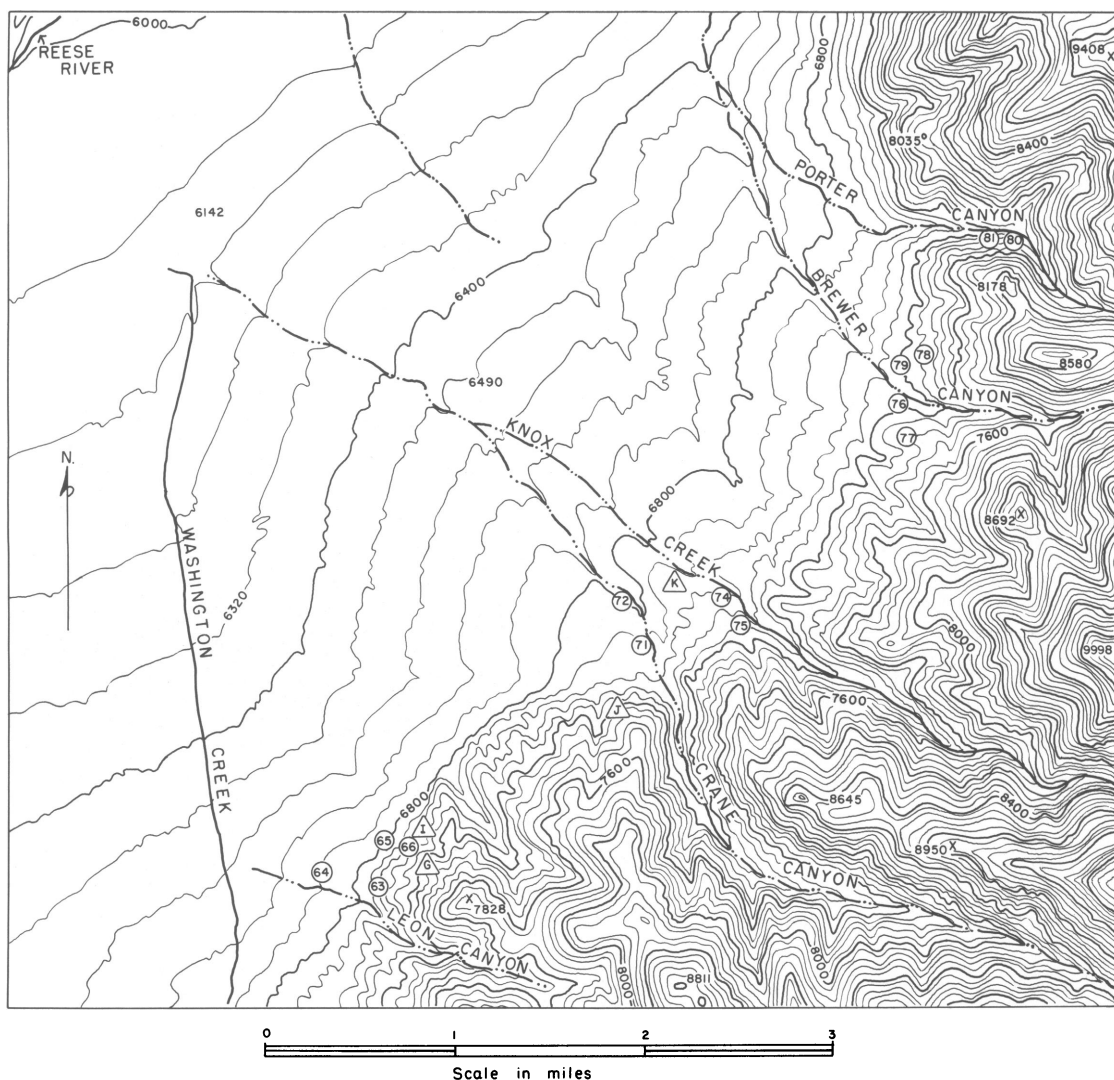 6000
REESE
RIVER
6800
9408 X
8035°
8400
PORTER
CANYON
6142
81
80
6400
8178
BREWER
79
78
8580
6490
76
CANYON
KNOX
77
7600
N.
6800
8692 X
WASHINGTON
CREEK
K
74
6320
72
75
8000
71
9998
7600
J
CREEK
CRANE
7600
8645
8400
6800
I
65
66
8950 X
G
64
CANYON
63
X 7828
LEON CANYON
8000
8811
8000
0 1 2 3
Scale in miles